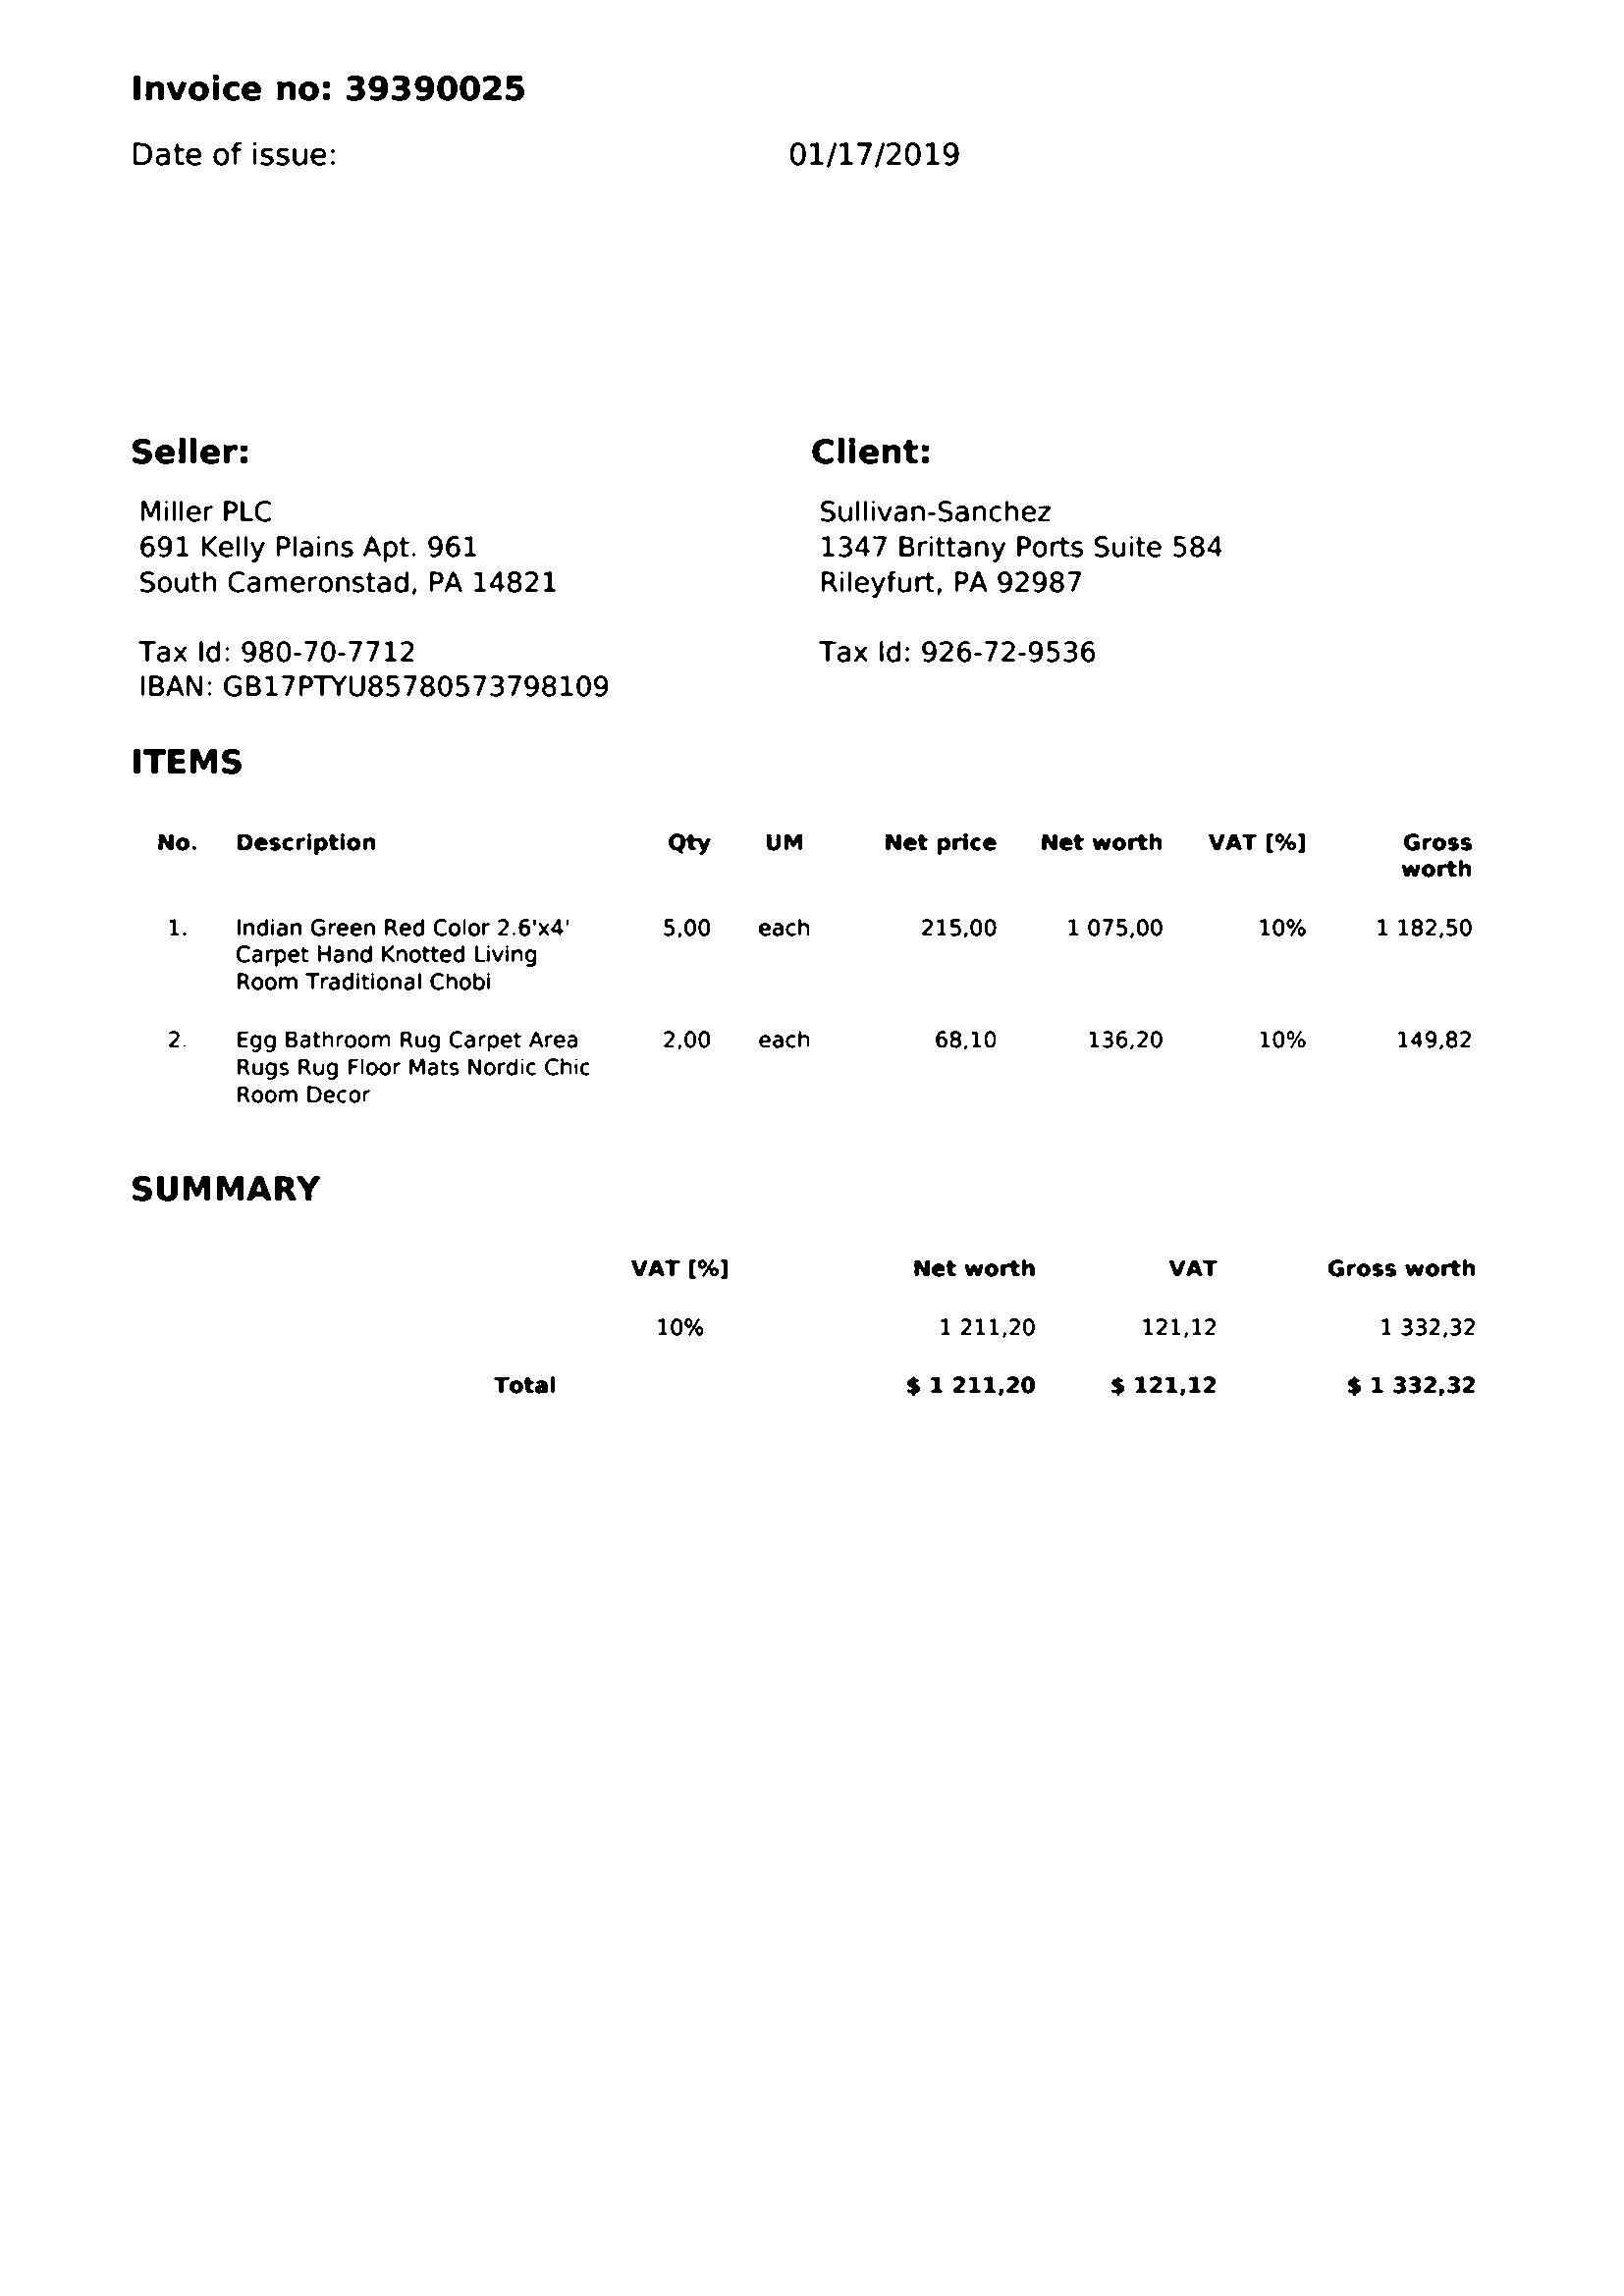 Invoice no: 39390025
Date of issue: 01/17/2019
Seller:
Miller PLC
691 Kelly Plains Apt. 961
South Cameronstad, PA 14821
Tax Id: 980-70-7712
IBAN: GB17PTYU85780573798109
Client:
Sullivan-Sanchez
1347 Brittany Ports Suite 584
Rileyfurt, PA 92987
Tax Id: 926-72-9536
ITEMS
No. Description Qty UM Net price Net worth VAT [%] Gross
worth
1. Indian Green Red Color 2.6'x4' 5,00 each 215,00 1 075,00 10% 1 182,50
Carpet Hand Knotted Living
Room Traditional Chobi
2. Egg Bathroom Rug Carpet Area 2,00 each 68,10 136,20 10% 149,82
Rugs Rug Floor Mats Nordic Chic
Room Decor
SUMMARY
VAT [%] Net worth VAT Gross worth
10% 1 211,20 121,12 1 332,32
Total $ 1 211,20 $ 121,12 $ 1 332,32